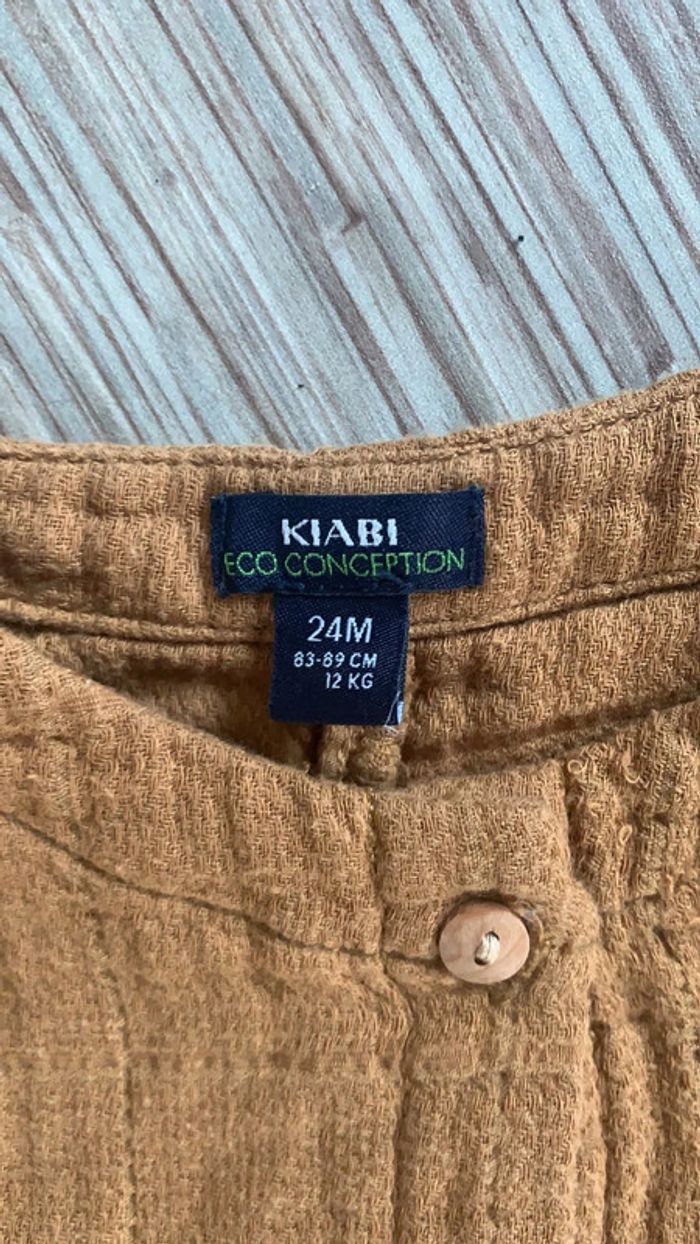 KIABI
ECO CONCEPTION
24M
83-89 CM
12 KG